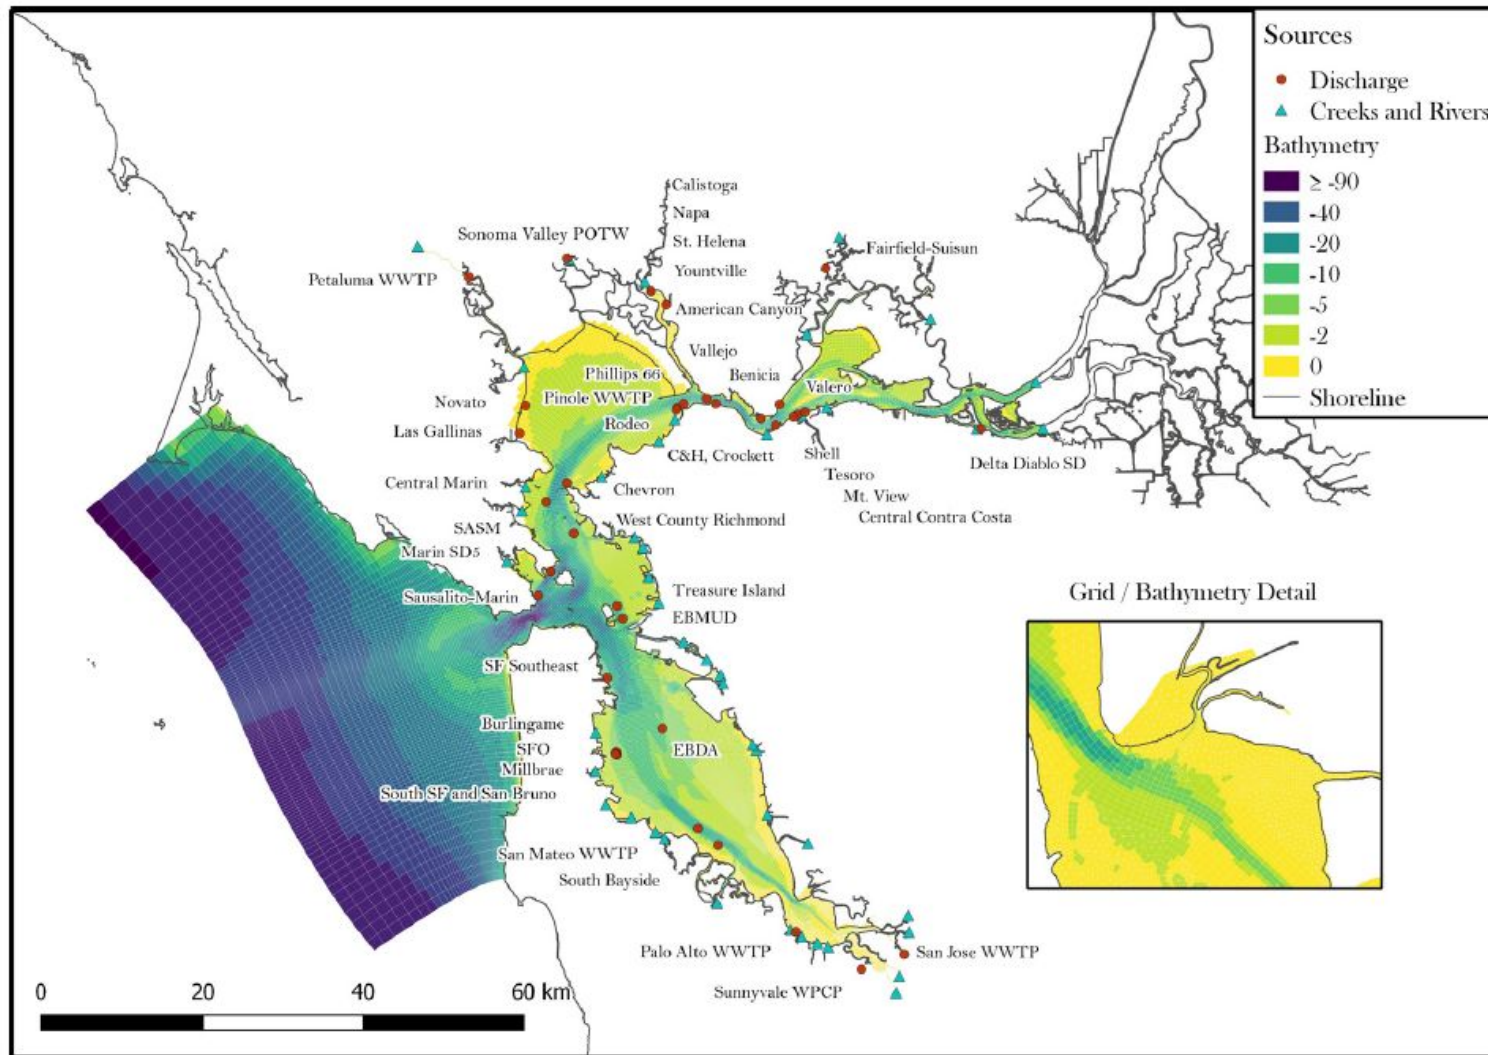 Sources
Discharge
Creeks and Rivers
Bathymetry
≥ -90
-40
-20
-10
-5
-2
0
Shoreline
Calistoga
Napa
Sonoma Valley POTW
St. Helena
Fairfield-Suisun
Petaluma WWTP
Yountville
American Canyon
Vallejo
Phillips 66
Benicia
Valero
Novato
Pinole WWTP
Las Gallinas
Rodeo
C&H, Crockett
Shell
Delta Diablo SD
Tesoro
Central Marin
Chevron
Mt. View
Central Contra Costa
SASM
West County Richmond
Marin SD5
Sausalito-Marin
Treasure Island
EBMUD
Grid / Bathymetry Detail
SF Southeast
Burlingame
SFO
EBDA
Millbrae
South SF and San Bruno
San Mateo WWTP
South Bayside
Palo Alto WWTP
San Jose WWTP
Sunnyvale WPCP
0
20
40
60 km